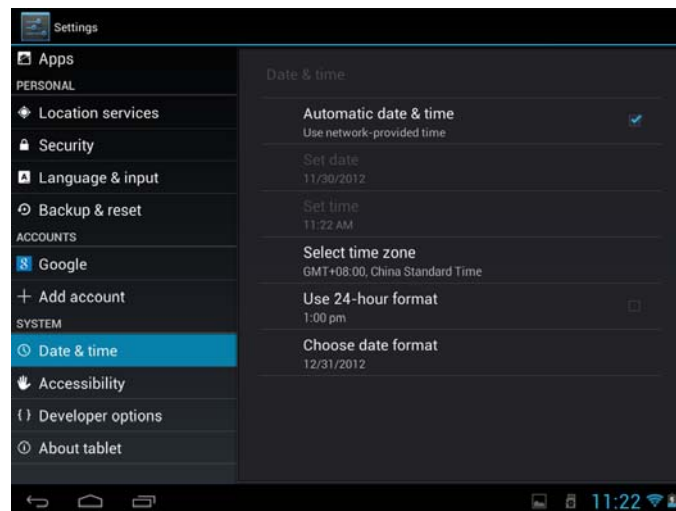 Settings
Apps
PERSONAL
Location services
Security
Language & input
Backup & reset
ACCOUNTS
Google
Add account
SYSTEM
Date & time
Accessibility
Developer options
About tablet
Date & time
Automatic date & time
Use network-provided time
Set date
11/30/2012
Set time
11:22 AM
Select time zone
GMT+08:00, China Standard Time
Use 24-hour format
1:00 pm
Choose date format
12/31/2012
11:22